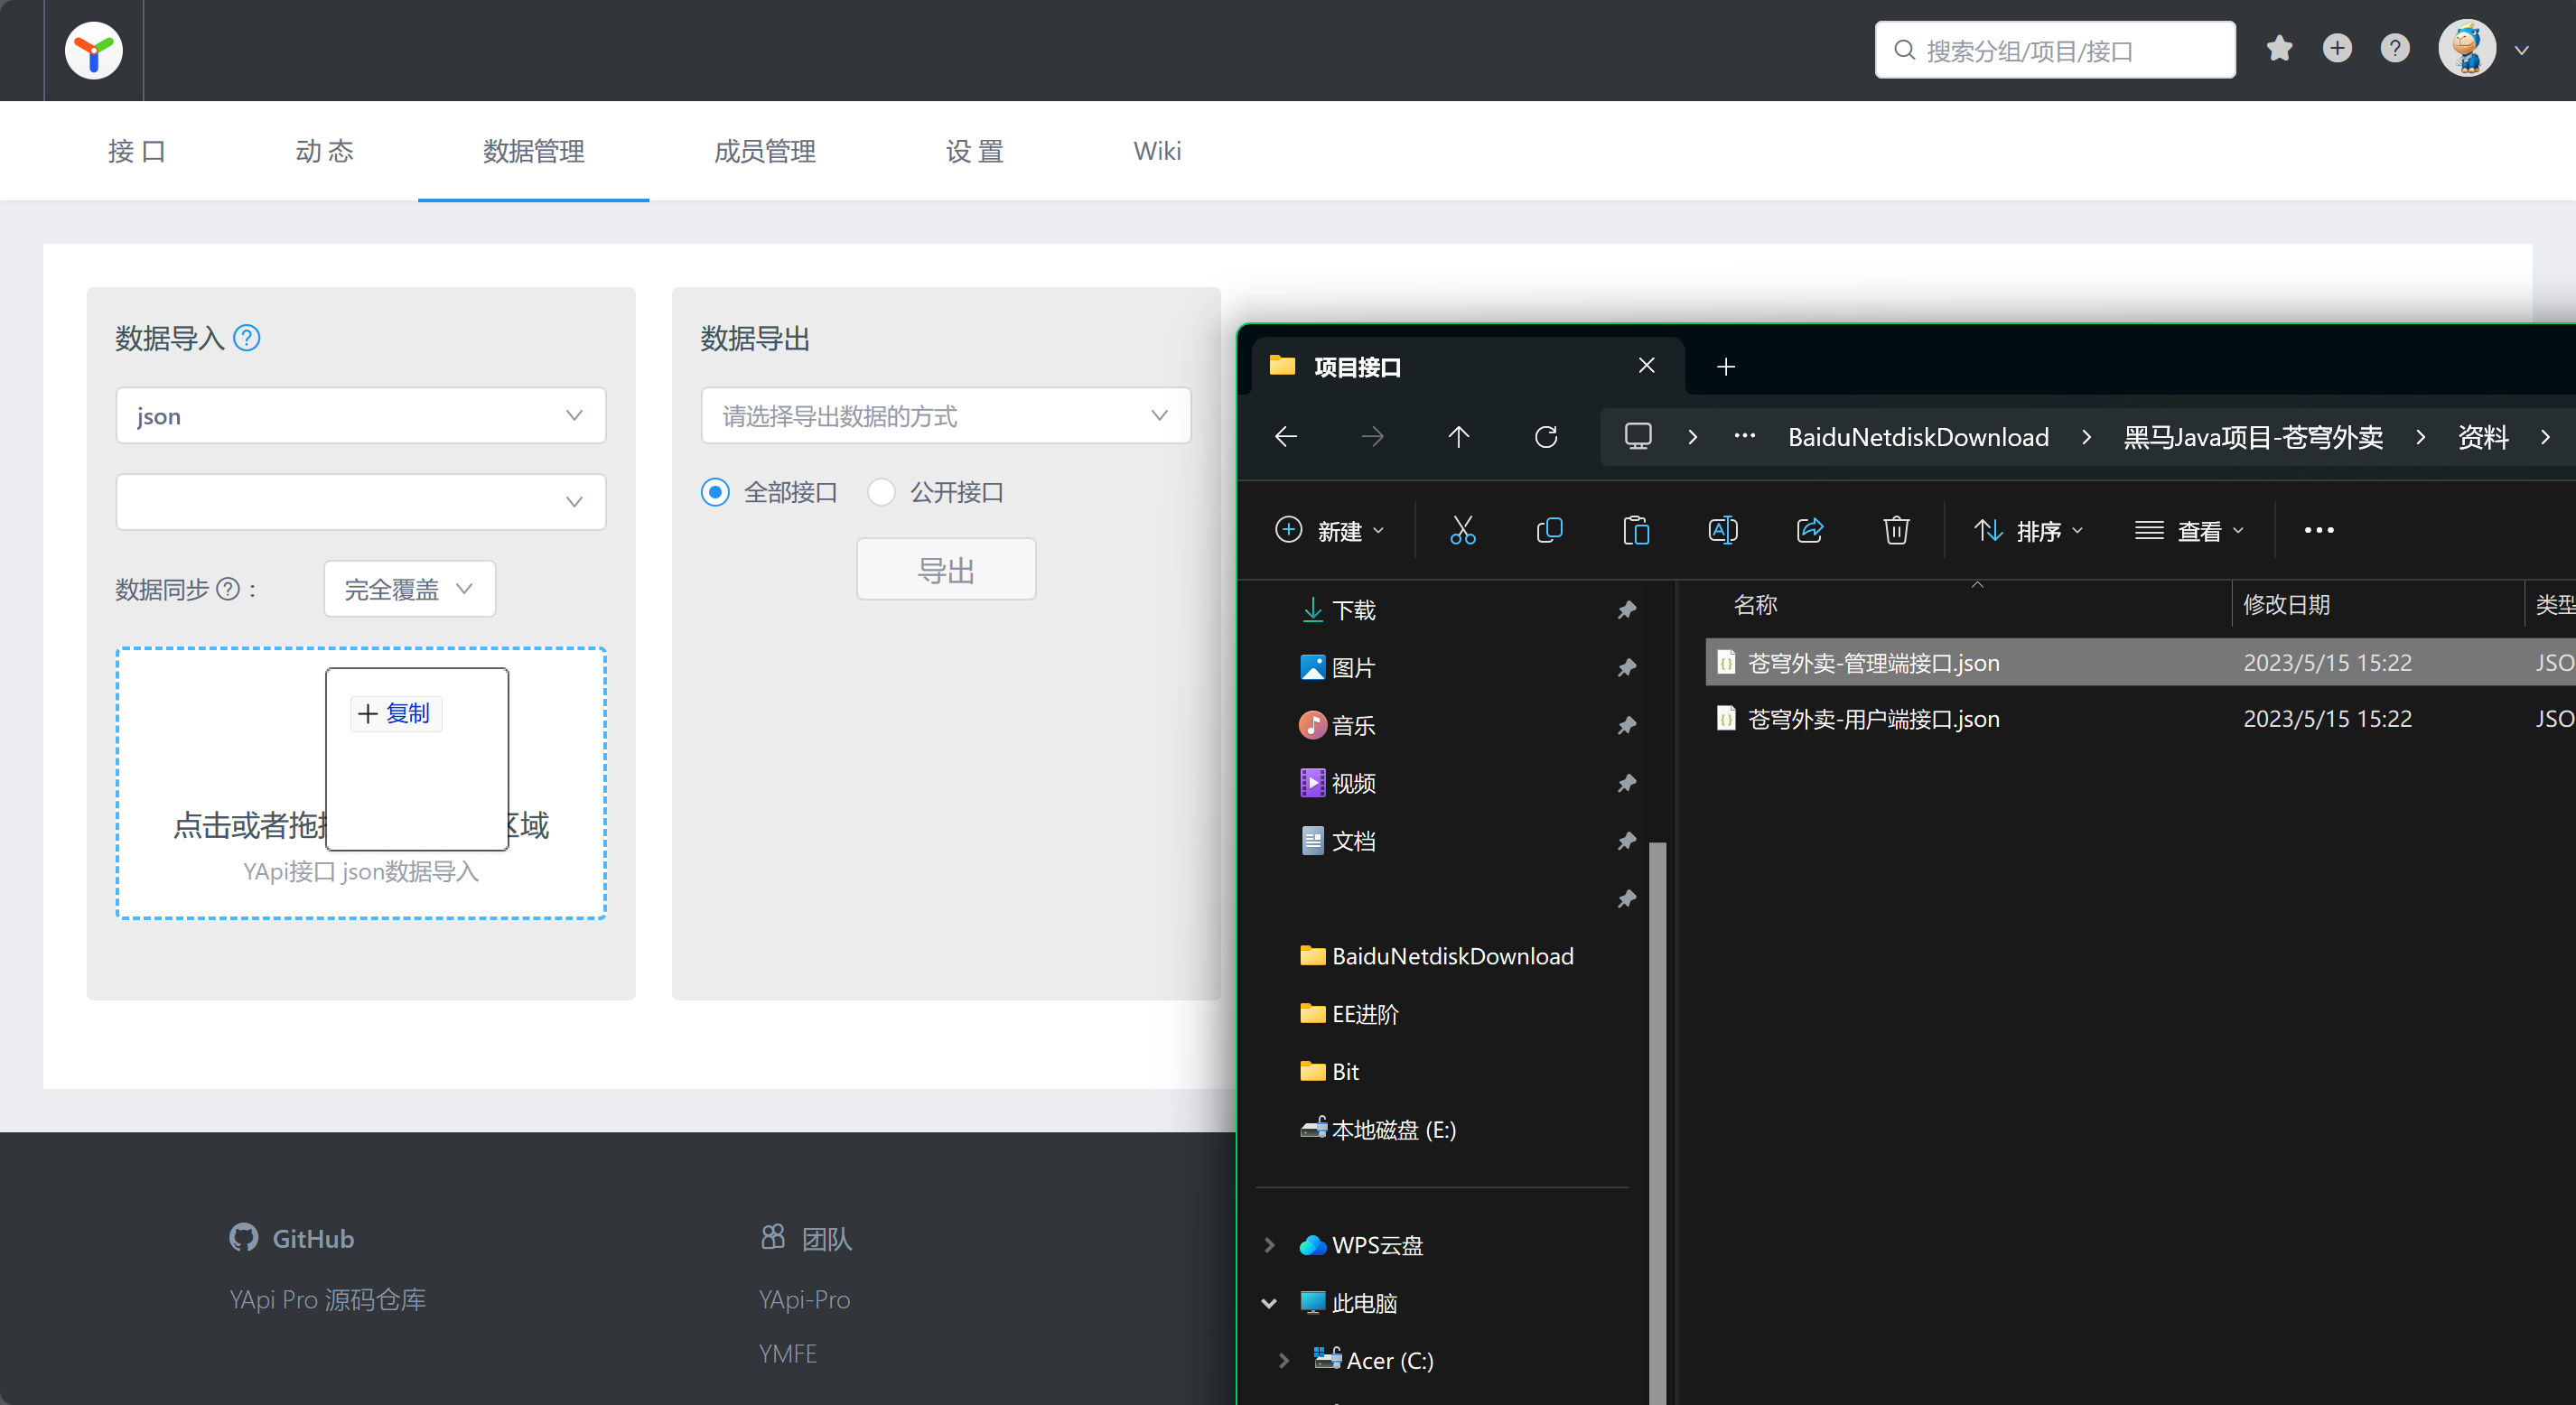 搜索分组/项目/接口
接 口
动 态
数据管理
成员管理
设 置
Wiki
数据导入
json
数据同步 :
完全覆盖
复制
点击或者拖 区域
YApi接口 json数据导入
数据导出
请选择导出数据的方式
全部接口
公开接口
导出
GitHub
YApi Pro 源码仓库
团队
YApi-Pro
YMFE
项目接口
BaiduNetdiskDownload
黑马Java项目-苍穹外卖
资料
新建
排序
查看
下载
图片
音乐
视频
文档
BaiduNetdiskDownload
EE进阶
Bit
本地磁盘 (E:)
WPS云盘
此电脑
Acer (C:)
名称
修改日期
类型
苍穹外卖-管理端接口.json
2023/5/15 15:22
JSO
苍穹外卖-用户端接口.json
2023/5/15 15:22
JSO